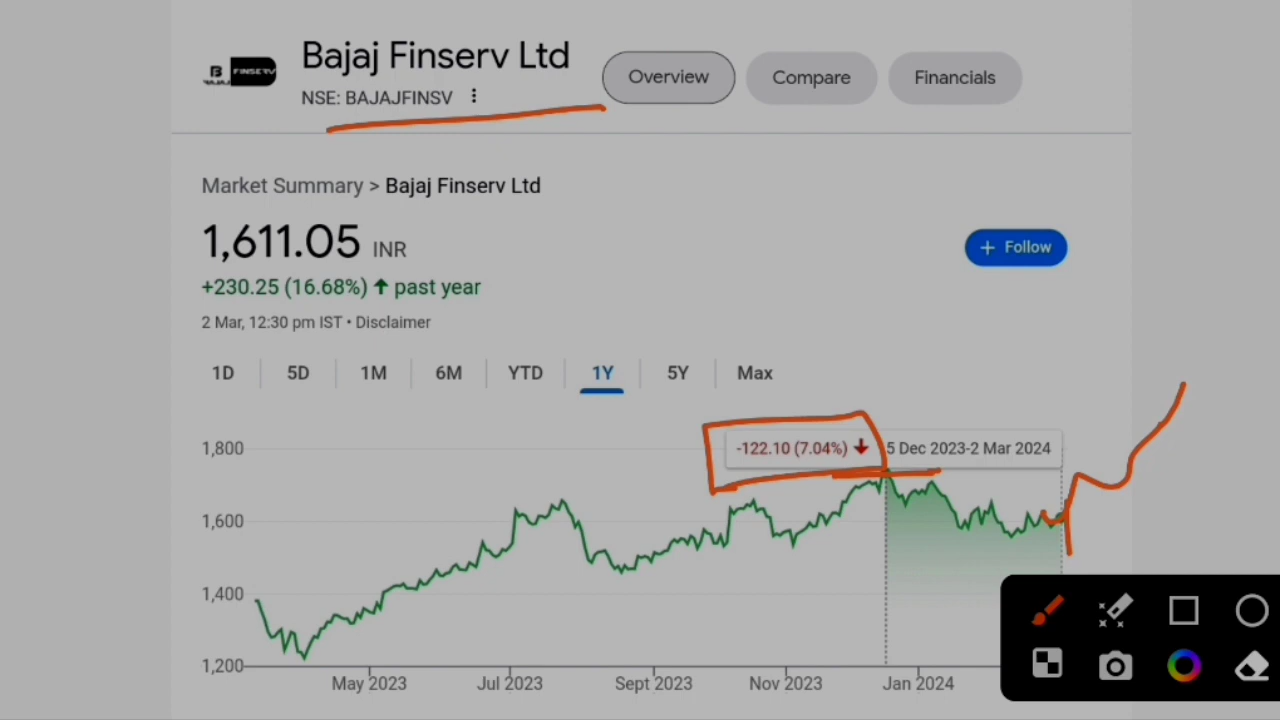 Bajaj Finserv Ltd
NSE: BAJAJFINSV
FINSERV
Overview
Compare
Financials
Market Summary > Bajaj Finserv Ltd
1,611.05 INR
+ Follow
+230.25 (16.68%) ↑ past year
2 Mar, 12:30 pm IST • Disclaimer
1D 5D 1M 6M YTD 1Y 5Y Max
-122.10 (7.04%) ↓ 5 Dec 2023-2 Mar 2024
1,800
1,600
1,400
1,200
May 2023 Jul 2023 Sept 2023 Nov 2023 Jan 2024